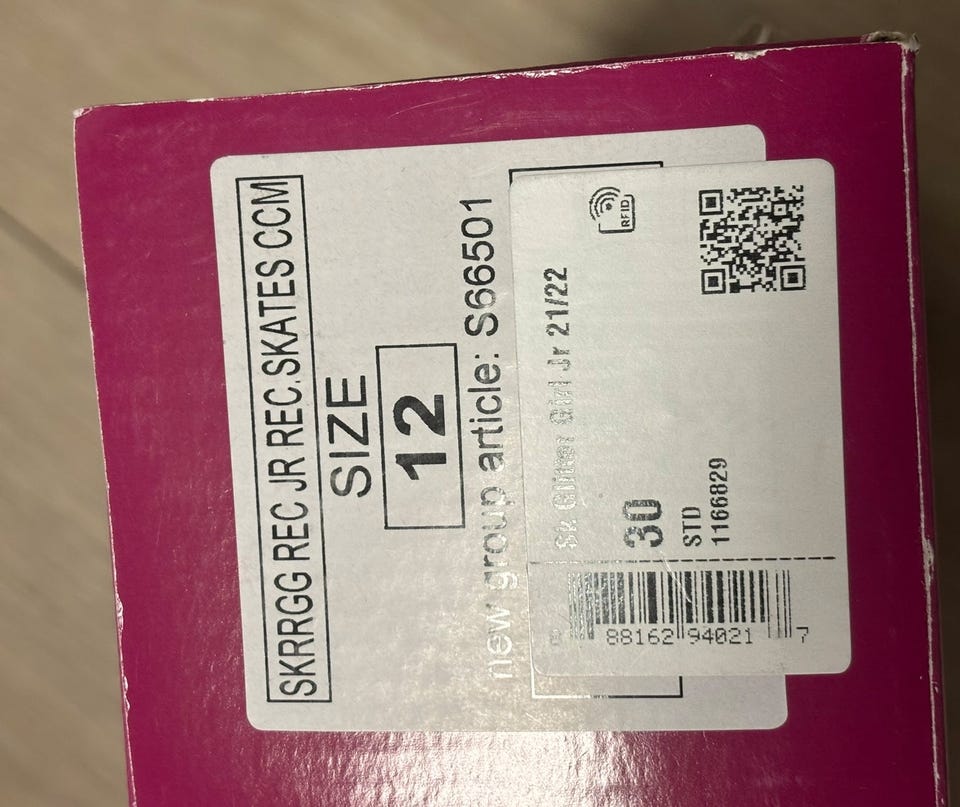 SKRRGG REC JR REC.SKATES CCM
SIZE
12
new group article: S66501
RFID
Sk Glitter Girl Jr 21/22
30
STD
1166829
88162 94021 7